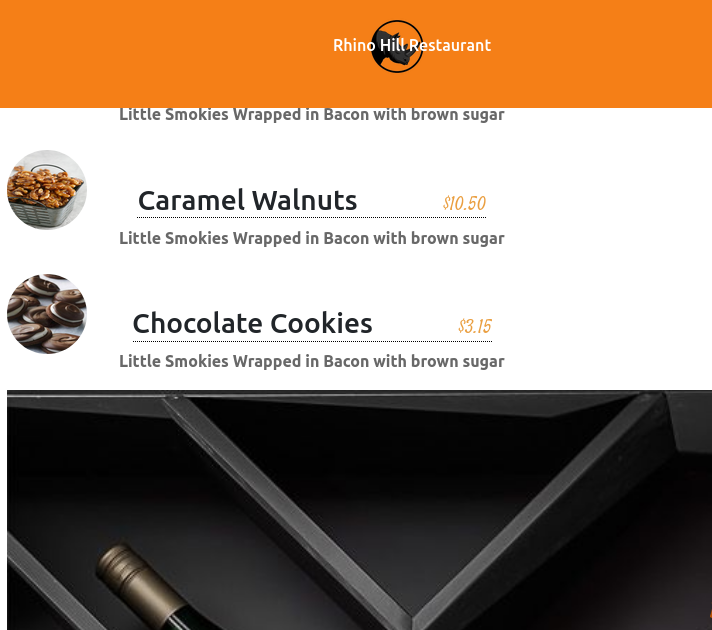 Rhino Hill Restaurant
Little Smokies Wrapped in Bacon with brown sugar
Caramel Walnuts $10.50
Little Smokies Wrapped in Bacon with brown sugar
Chocolate Cookies $3.15
Little Smokies Wrapped in Bacon with brown sugar